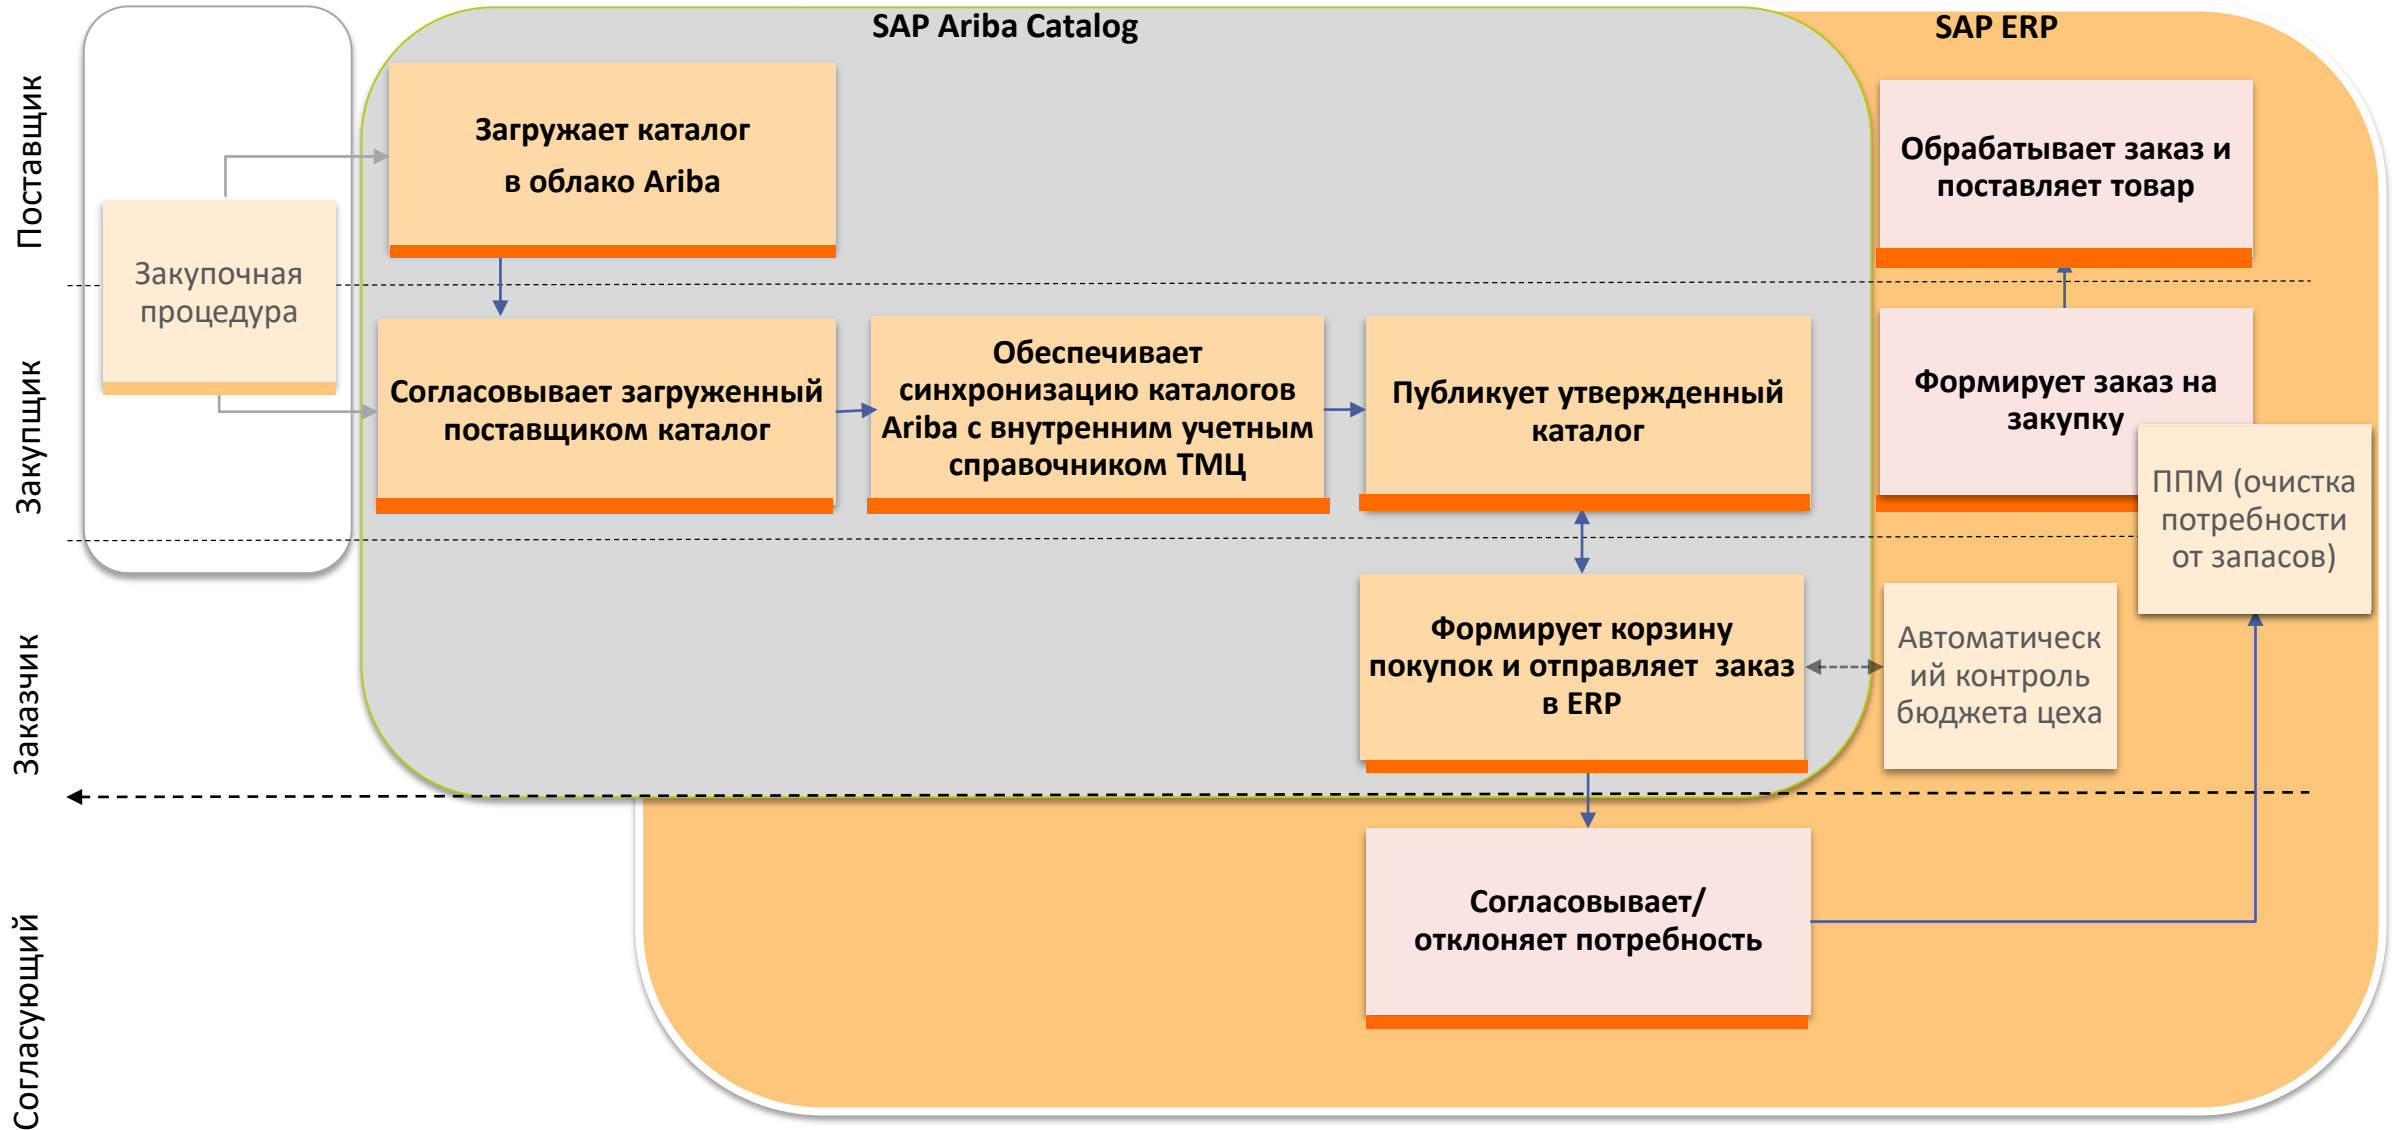 SAP Ariba Catalog
SAP ERP
Поставщик
Загружает каталог
в облако Ariba
Обрабатывает заказ и
поставляет товар
Закупочная
процедура
Закупщик
Согласовывает загруженный
поставщиком каталог
Обеспечивает
синхронизацию каталогов
Ariba с внутренним учетным
справочником ТМЦ
Публикует утвержденный
каталог
Формирует заказ на
закупку
ППМ (очистка
потребности
от запасов)
Заказчик
Формирует корзину
покупок и отправляет заказ
в ERP
Автоматическ
ий контроль
бюджета цеха
Согласующий
Согласовывает/
отклоняет потребность